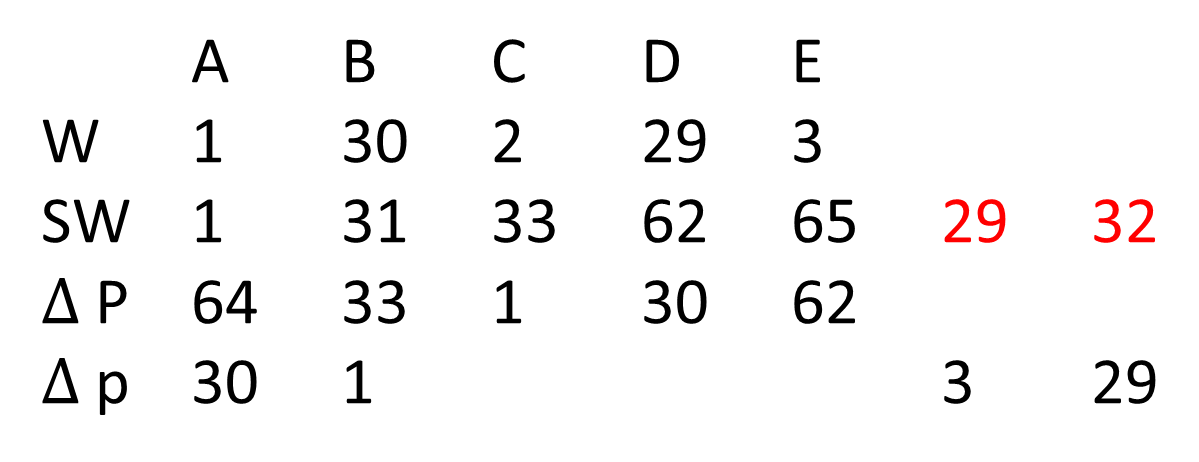 A B C D E
W 1 30 2 29 3
SW 1 31 33 62 65 29 32
Δ P 64 33 1 30 62
Δ p 30 1 3 29